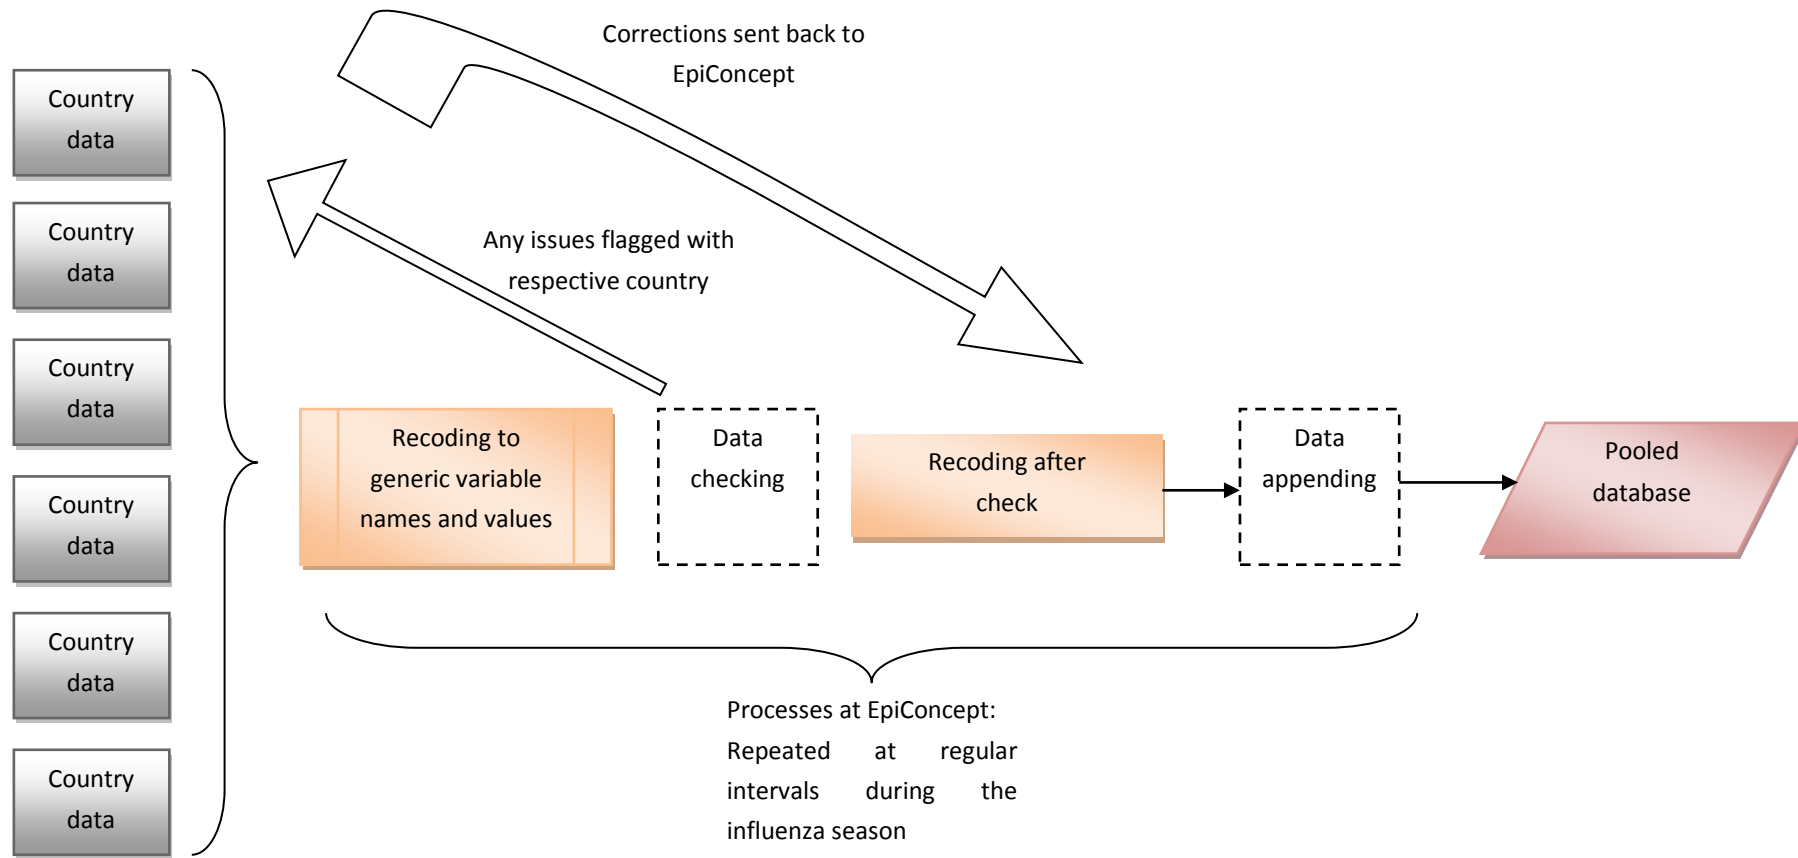 Country
data
Country
data
Country
data
Country
data
Country
data
Country
data
Corrections sent back to
EpiConcept
Any issues flagged with
respective country
Recoding to
generic variable
names and values
Data
checking
Recoding after
check
Data
appending
Pooled
database
Processes at EpiConcept:
Repeated at regular
intervals during the
influenza season